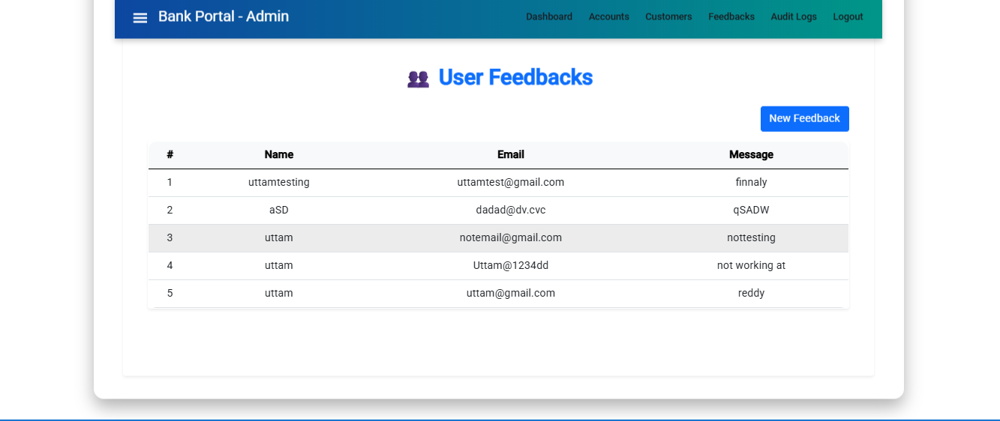 Bank Portal - Admin Dashboard Accounts Customers Feedbacks Audit Logs Logout
User Feedbacks
New Feedback
# Name Email Message
1 uttamtesting uttamtest@gmail.com finnaly
2 aSD dadad@dv.cvc qSADW
3 uttam notemail@gmail.com nottesting
4 uttam Uttam@1234dd not working at
5 uttam uttam@gmail.com reddy